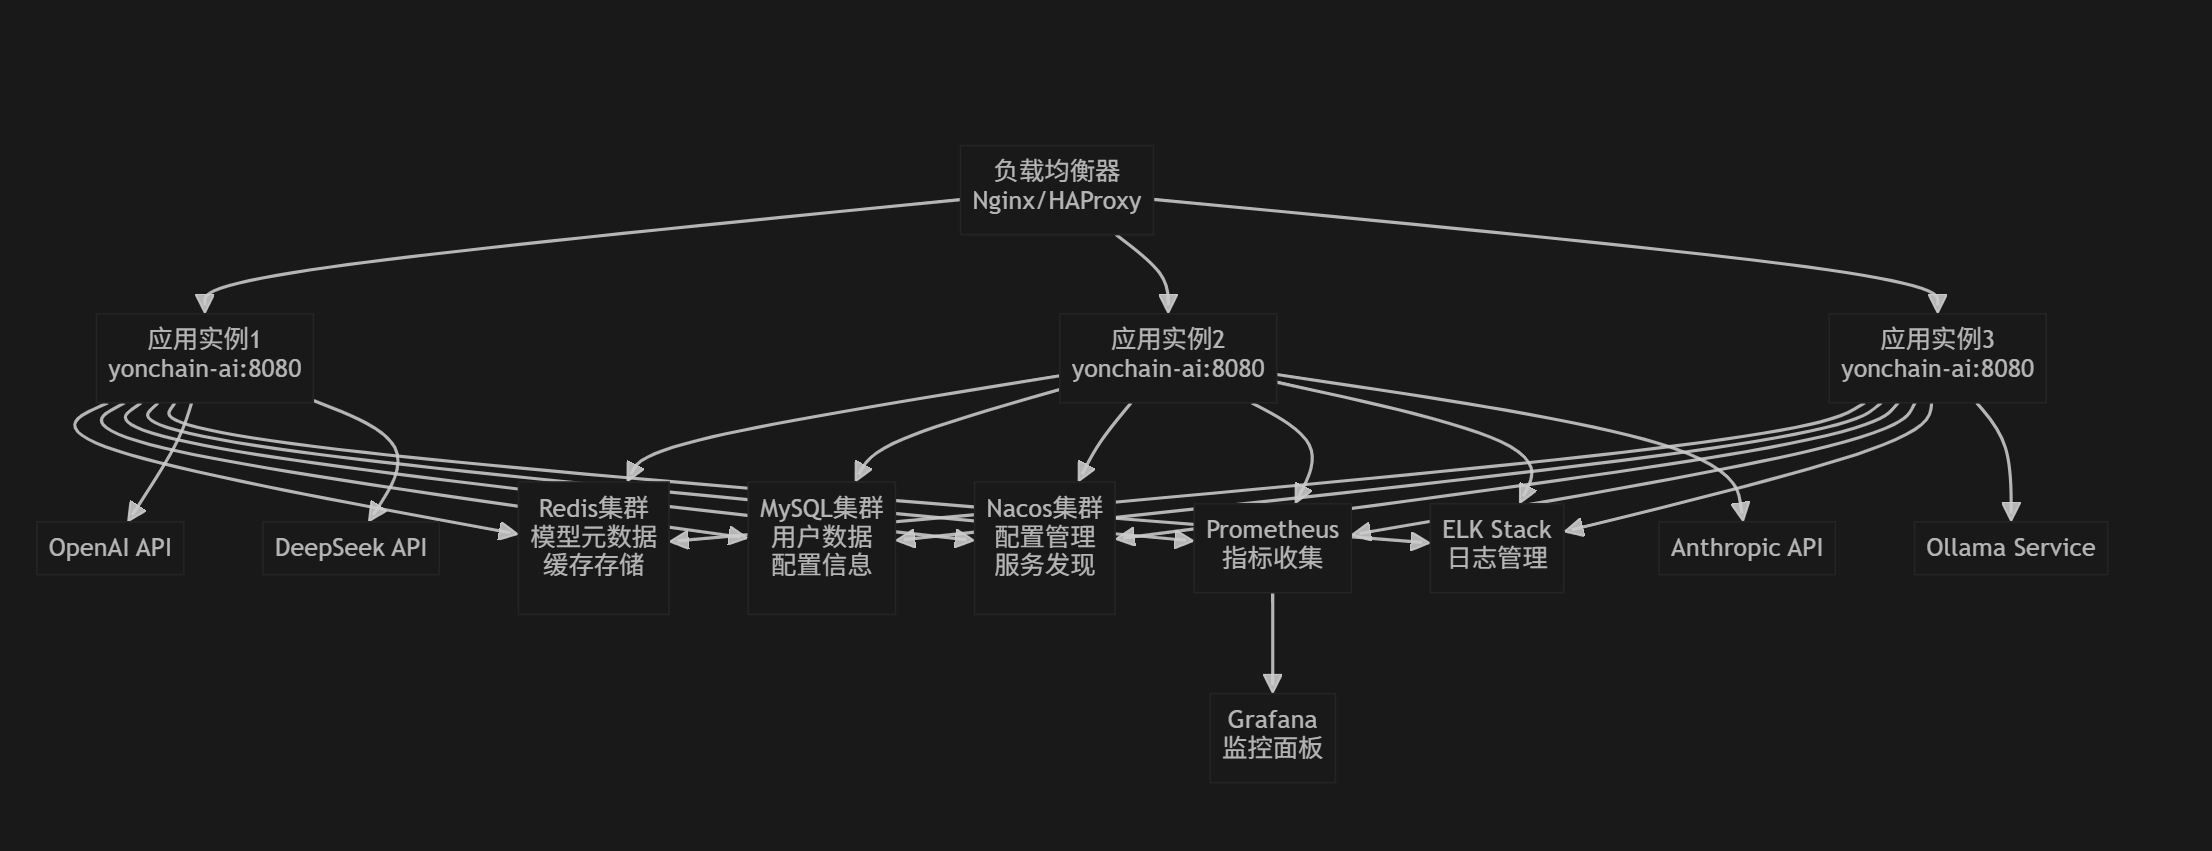 负载均衡器
Nginx/HAProxy
应用实例1
yonchain-ai:8080
应用实例2
yonchain-ai:8080
应用实例3
yonchain-ai:8080
OpenAI API
DeepSeek API
Redis集群
模型元数据
缓存存储
MySQL集群
用户数据
配置信息
Nacos集群
配置管理
服务发现
Prometheus
指标收集
ELK Stack
日志管理
Anthropic API
Ollama Service
Grafana
监控面板